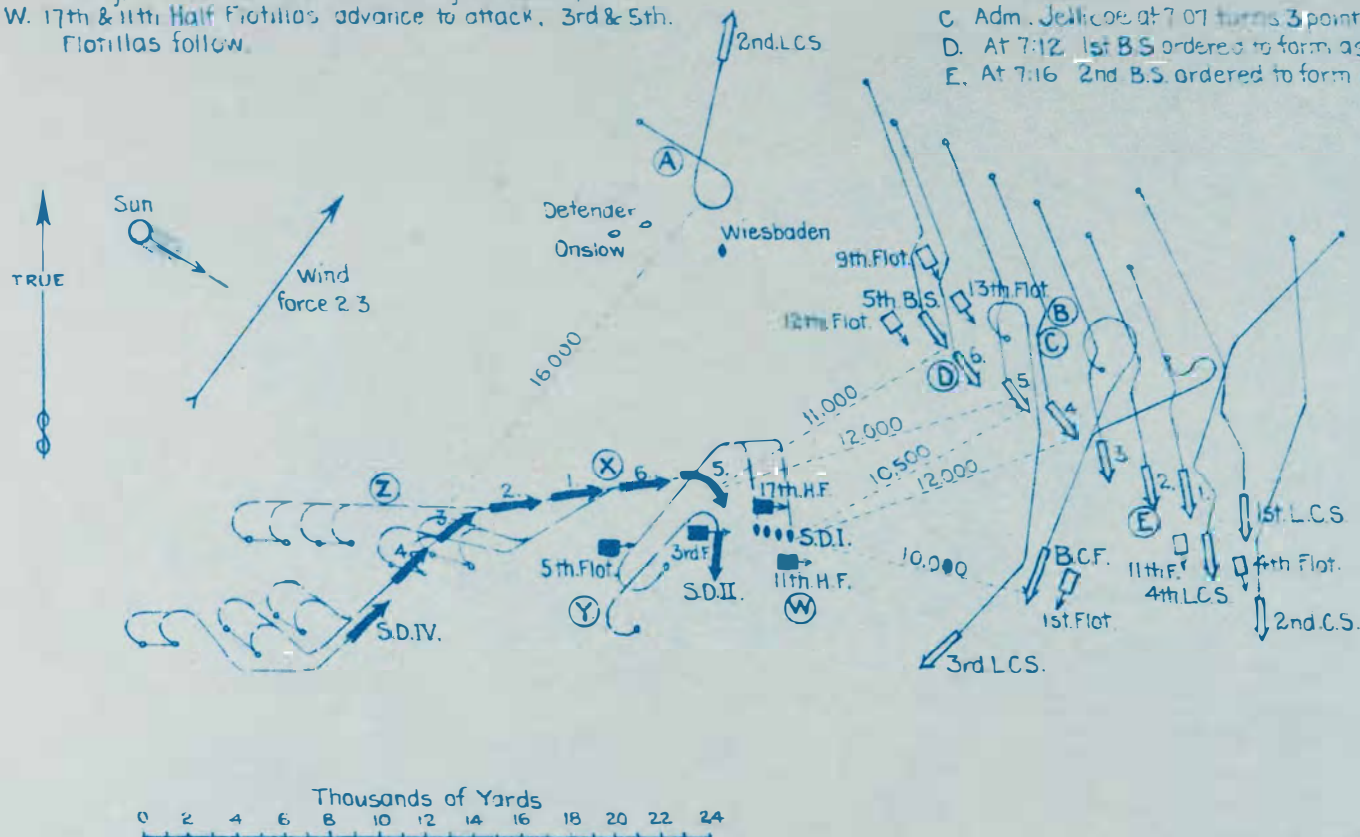 W. 17th & 11th Half Flotillas advance to attack. 3rd & 5th.
Flotillas follow.
C Adm. Jellicoe at 7 07 turns 3 point
D. At 7:12 1st B.S ordered to form as
E. At 7:16 2nd B.S. ordered to form
2nd.L.C.S.
A
Sun
TRUE
Wind
force 2 3
Defender
Onslow
Wiesbaden
16 000
9th.Flot.
5th B.S.
13th Flot.
12th Flot.
B
C
D
6.
5.
4
3.
2.
1.
E
11,000
12,000
10,500
12,000
10,000
Z
X
4
3
2.
1.
6
5.
17th.H.F.
S.D.I.
3rd F.
5th.Flot.
S.D.II.
11th H.F.
W
Y
S.D.IV.
B.C.F.
1st.Flot.
3rd L.C.S.
11th F.
4th L.C.S.
1st.L.C.S.
4th Flot.
2nd.C.S.
Thousands of Yards
0 2 4 6 8 10 12 14 16 18 20 22 24